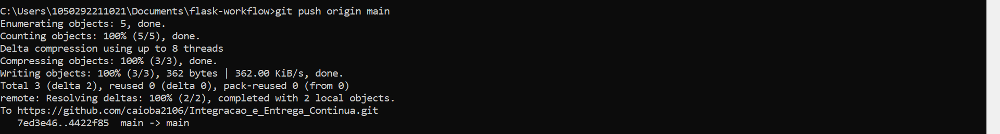 C:\Users\1050292211021\Documents\flask-workflow>git push origin main
Enumerating objects: 5, done.
Counting objects: 100% (5/5), done.
Delta compression using up to 8 threads
Compressing objects: 100% (3/3), done.
Writing objects: 100% (3/3), 362 bytes | 362.00 KiB/s, done.
Total 3 (delta 2), reused 0 (delta 0), pack-reused 0 (from 0)
remote: Resolving deltas: 100% (2/2), completed with 2 local objects.
To https://github.com/caioba2106/Integracao_e_Entrega_Continua.git
   7ed3e46..4422f85  main -> main